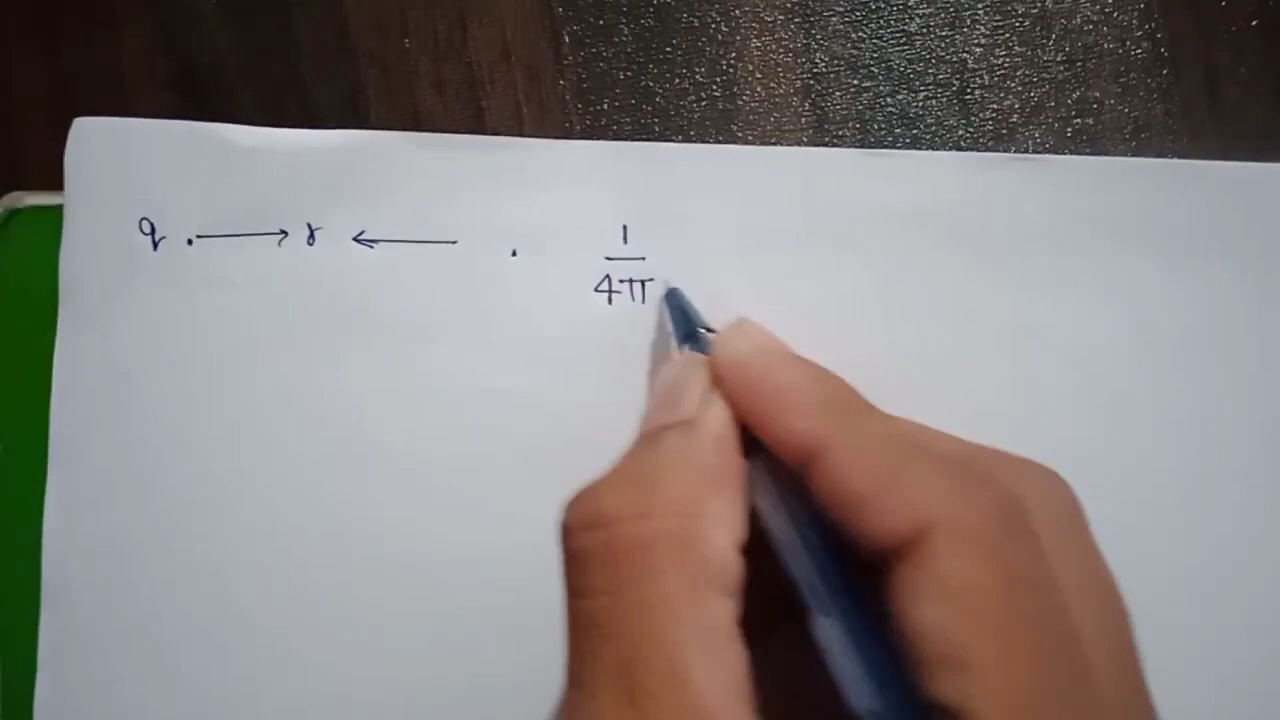 q . → r ← . 1/4π